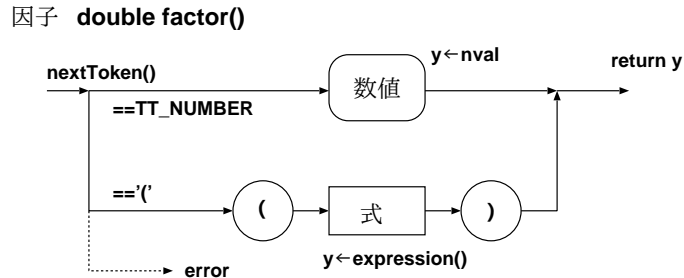 因子 double factor()
nextToken()
数値
y←nval
return y
==TT_NUMBER
=='('
(
式
)
y←expression()
error